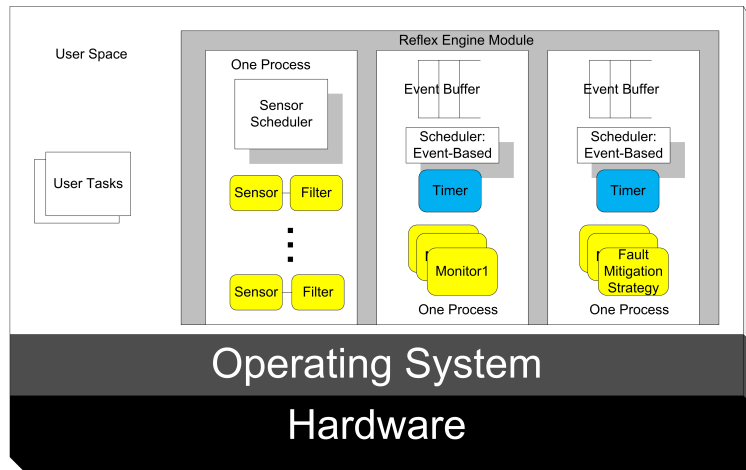 User Space
Reflex Engine Module
One Process
Sensor
Scheduler
User Tasks
Sensor
Filter
Sensor
Filter
Event Buffer
Scheduler:
Event-Based
Timer
Monitor1
One Process
Event Buffer
Scheduler:
Event-Based
Timer
Fault
Mitigation
Strategy
One Process
Operating System
Hardware